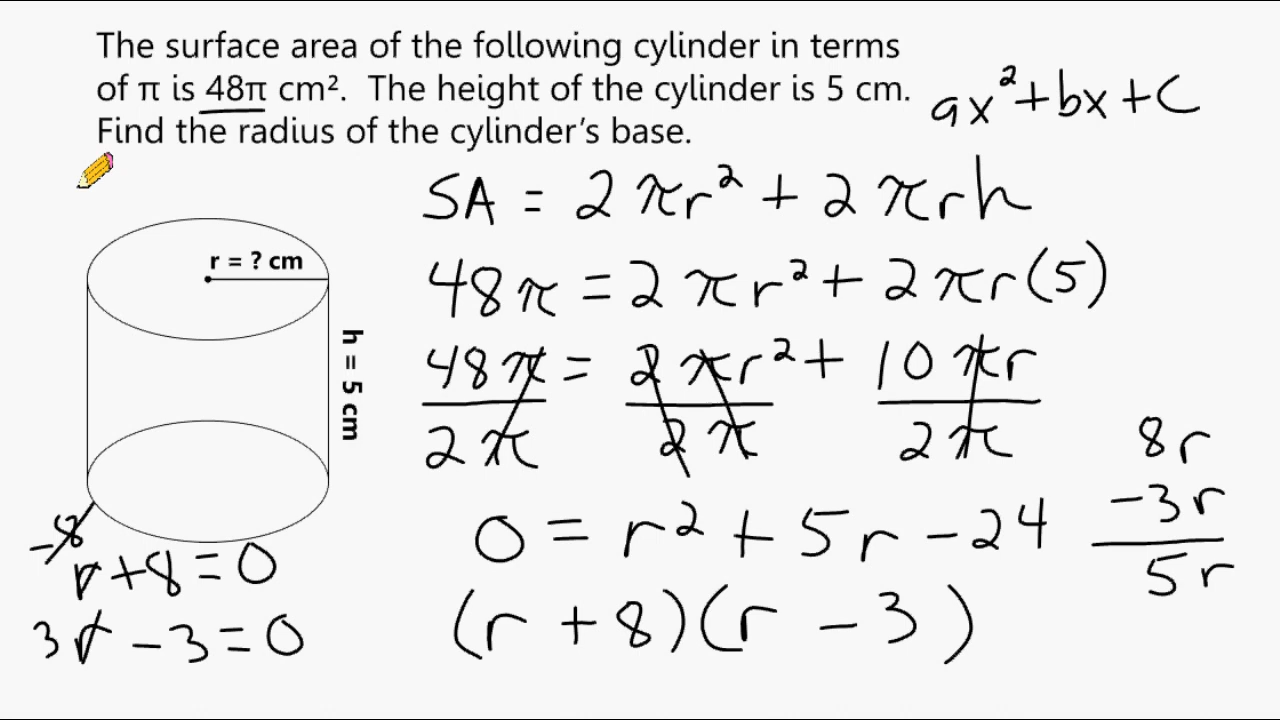 The surface area of the following cylinder in terms
of π is 48π cm². The height of the cylinder is 5 cm.
Find the radius of the cylinder's base.
ax²+bx+c
SA = 2πr² + 2πrh
r = ? cm
48π = 2πr² + 2πr(5)
h = 5 cm
48π = 2πr² + 10πr
2π 2π 2π
8r
-3r
5r
0 = r² + 5r - 24
(r + 8)(r - 3)
-8
r + 8 = 0
3 r - 3 = 0